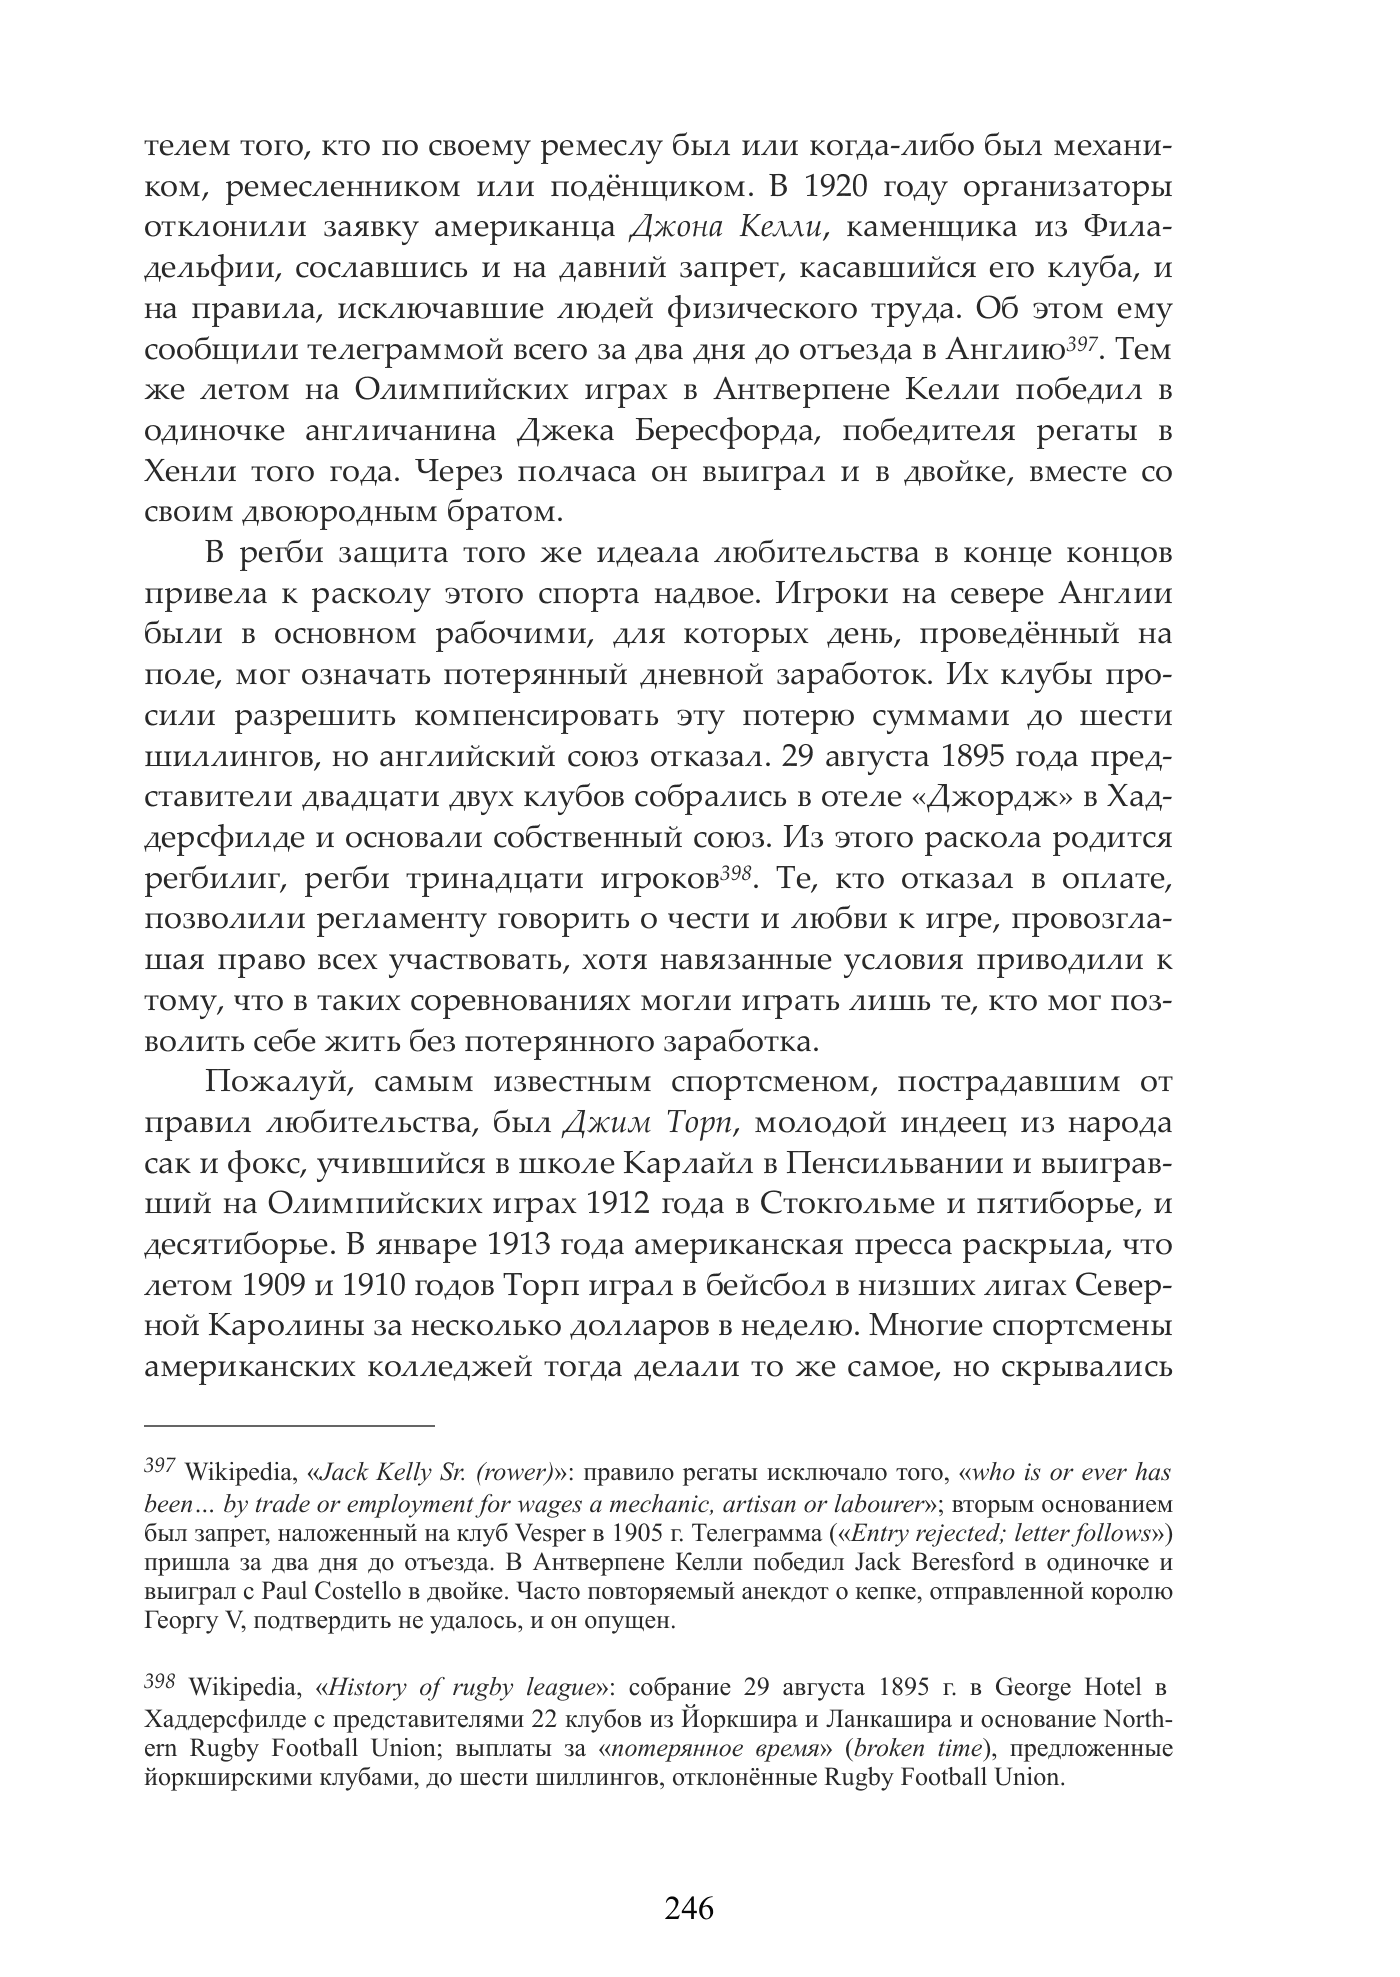 телем того, кто по своему ремеслу был или когда-либо был механи-
ком, ремесленником или подёнщиком. В 1920 году организаторы
отклонили заявку американца Джона Келли, каменщика из Фила-
дельфии, сославшись и на давний запрет, касавшийся его клуба, и
на правила, исключавшие людей физического труда. Об этом ему
сообщили телеграммой всего за два дня до отъезда в Англию397. Тем
же летом на Олимпийских играх в Антверпене Келли победил в
одиночке англичанина Джека Бересфорда, победителя регаты в
Хенли того года. Через полчаса он выиграл и в двойке, вместе со
своим двоюродным братом.
В регби защита того же идеала любительства в конце концов
привела к расколу этого спорта надвое. Игроки на севере Англии
были в основном рабочими, для которых день, проведённый на
поле, мог означать потерянный дневной заработок. Их клубы про-
сили разрешить компенсировать эту потерю суммами до шести
шиллингов, но английский союз отказал. 29 августа 1895 года пред-
ставители двадцати двух клубов собрались в отеле «Джордж» в Хад-
дерсфилде и основали собственный союз. Из этого раскола родится
регбилиг, регби тринадцати игроков398. Те, кто отказал в оплате,
позволили регламенту говорить о чести и любви к игре, провозгла-
шая право всех участвовать, хотя навязанные условия приводили к
тому, что в таких соревнованиях могли играть лишь те, кто мог поз-
волить себе жить без потерянного заработка.
Пожалуй, самым известным спортсменом, пострадавшим от
правил любительства, был Джим Торп, молодой индеец из народа
сак и фокс, учившийся в школе Карлайл в Пенсильвании и выиграв-
ший на Олимпийских играх 1912 года в Стокгольме и пятиборье, и
десятиборье. В январе 1913 года американская пресса раскрыла, что
летом 1909 и 1910 годов Торп играл в бейсбол в низших лигах Север-
ной Каролины за несколько долларов в неделю. Многие спортсмены
американских колледжей тогда делали то же самое, но скрывались
397 Wikipedia, «Jack Kelly Sr. (rower)»: правило регаты исключало того, «who is or ever has
been… by trade or employment for wages a mechanic, artisan or labourer»; вторым основанием
был запрет, наложенный на клуб Vesper в 1905 г. Телеграмма («Entry rejected; letter follows»)
пришла за два дня до отъезда. В Антверпене Келли победил Jack Beresford в одиночке и
выиграл с Paul Costello в двойке. Часто повторяемый анекдот о кепке, отправленной королю
Георгу V, подтвердить не удалось, и он опущен.
398 Wikipedia, «History of rugby league»: собрание 29 августа 1895 г. в George Hotel в
Хаддерсфилде с представителями 22 клубов из Йоркшира и Ланкашира и основание North-
ern Rugby Football Union; выплаты за «потерянное время» (broken time), предложенные
йоркширскими клубами, до шести шиллингов, отклонённые Rugby Football Union.
246